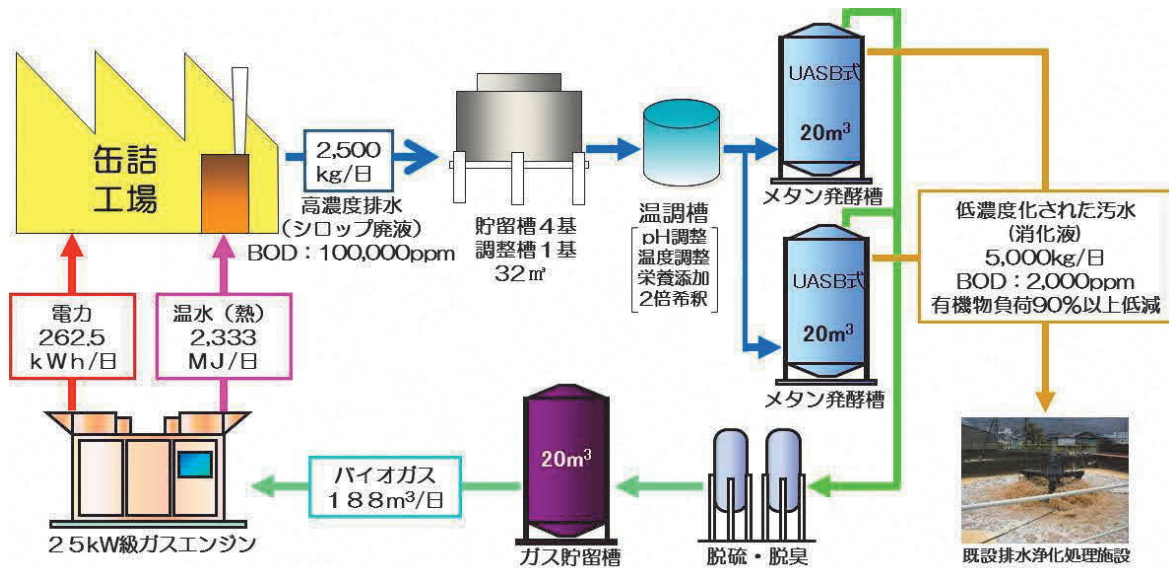 缶詰
工場
2,500
kg/日
高濃度排水
(シロップ廃液)
BOD：100,000ppm
貯留槽４基
調整槽１基
32㎥
温調槽
pH調整
温度調整
栄養添加
2倍希釈
UASB式
20m³
メタン発酵槽
UASB式
20m³
メタン発酵槽
低濃度化された汚水
(消化液)
5,000kg/日
BOD：2,000ppm
有機物負荷90%以上低減
既設排水浄化処理施設
脱硫・脱臭
20m³
ガス貯留槽
バイオガス
１８８m³/日
２５kW級ガスエンジン
電力
262.5
kWh/日
温水（熱）
2,333
MJ/日